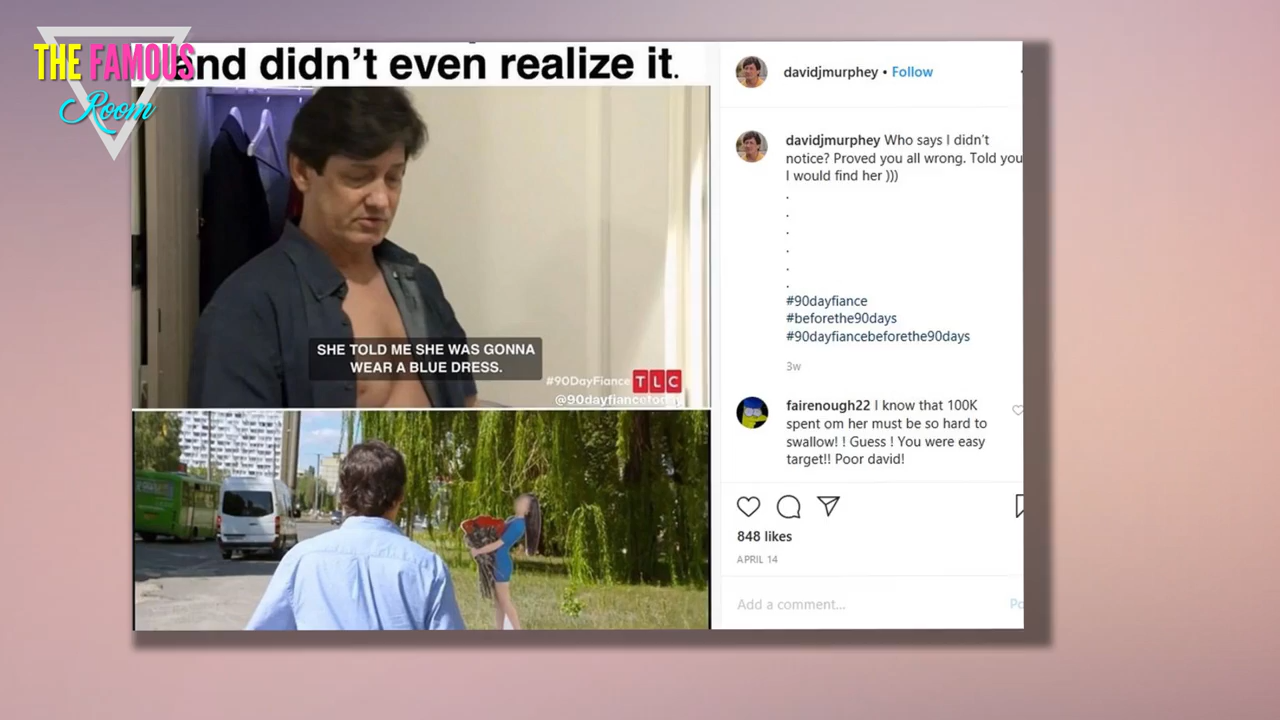 THE FAMOUS
Room
and didn't even realize it.
SHE TOLD ME SHE WAS GONNA
WEAR A BLUE DRESS.
#90DayFiance TLC
@90dayfiancetoday
davidjmurphey • Follow
davidjmurphey Who says I didn't
notice? Proved you all wrong. Told you
I would find her )))
.
.
.
.
.
.
#90dayfiance
#beforethe90days
#90dayfiancebeforethe90days
3w
fairenough22 I know that 100K
spent om her must be so hard to
swallow! ! Guess ! You were easy
target!! Poor david!
848 likes
APRIL 14
Add a comment...
Po